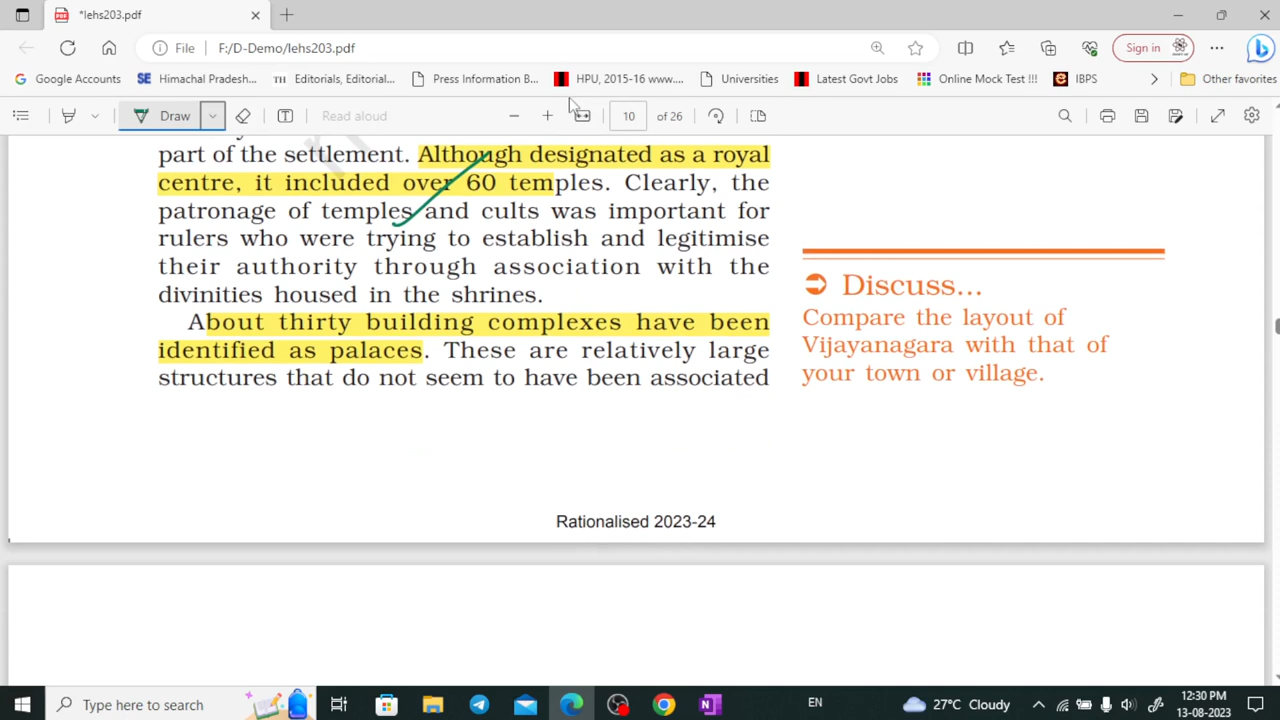 *lehs203.pdf
File F:/D-Demo/lehs203.pdf
Sign in
Google Accounts
SE Himachal Pradesh...
TH Editorials, Editorial...
Press Information B...
HPU, 2015-16 www....
Universities
Latest Govt Jobs
Online Mock Test !!!
IBPS
Other favorites
Draw
Read aloud
10 of 26
part of the settlement. Although designated as a royal
centre, it included over 60 temples. Clearly, the
patronage of temples and cults was important for
rulers who were trying to establish and legitimise
their authority through association with the
divinities housed in the shrines.
About thirty building complexes have been
identified as palaces. These are relatively large
structures that do not seem to have been associated
Discuss...
Compare the layout of
Vijayanagara with that of
your town or village.
Rationalised 2023-24
Type here to search
EN
27°C Cloudy
12:30 PM
13-08-2023